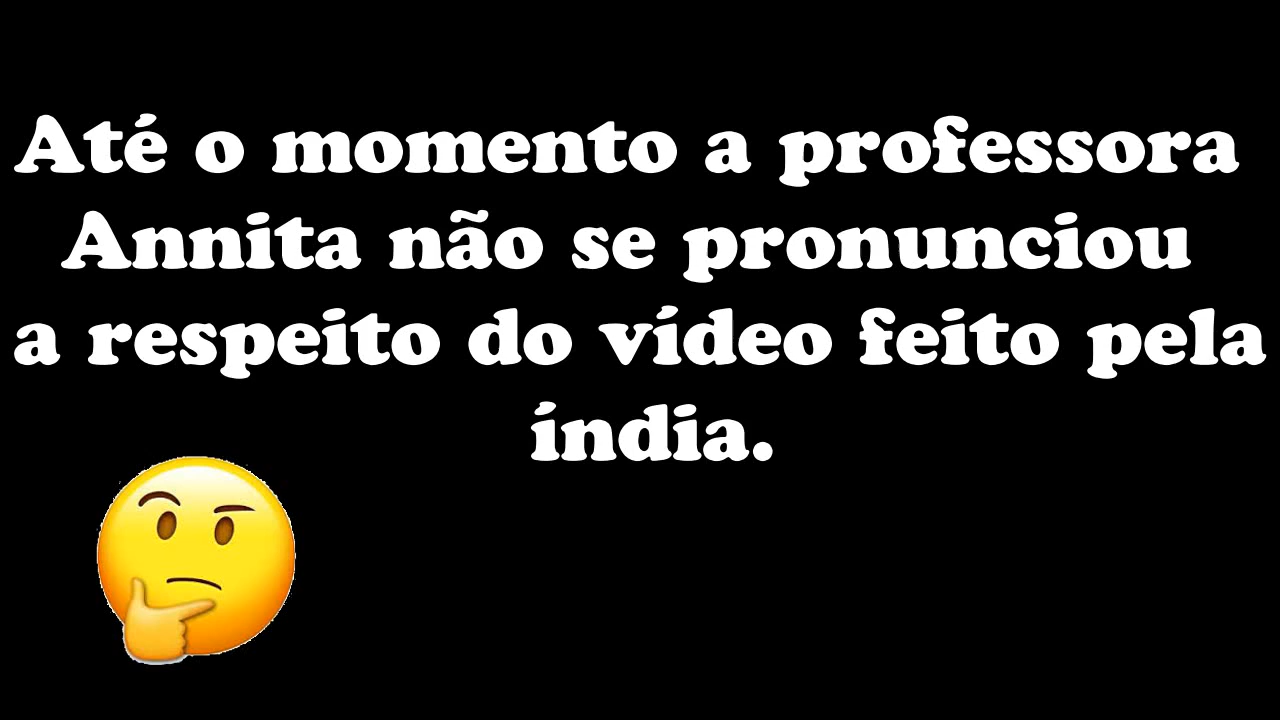 Até o momento a professora
Annita não se pronunciou
a respeito do vídeo feito pela
índia.